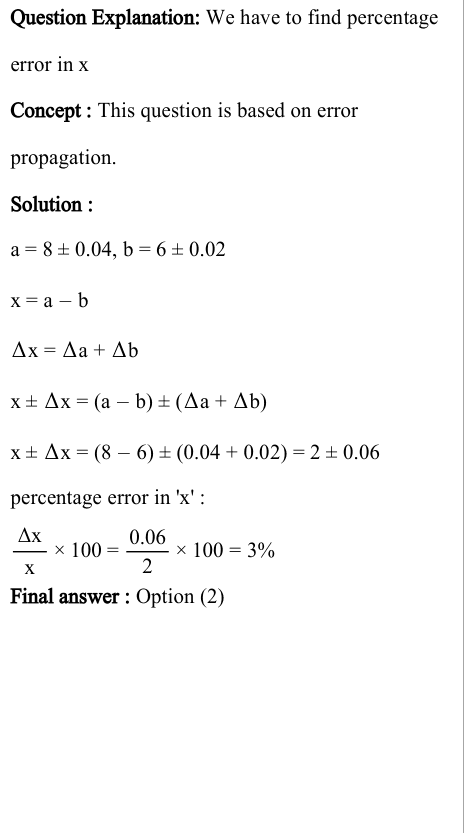 Question Explanation: We have to find percentage
error in x
Concept : This question is based on error
propagation.
Solution :
a = 8 ± 0.04, b = 6 ± 0.02
x = a − b
Δx = Δa + Δb
x ± Δx = (a − b) ± (Δa + Δb)
x ± Δx = (8 − 6) ± (0.04 + 0.02) = 2 ± 0.06
percentage error in 'x' :
Δx/x × 100 = 0.06/2 × 100 = 3%
Final answer : Option (2)